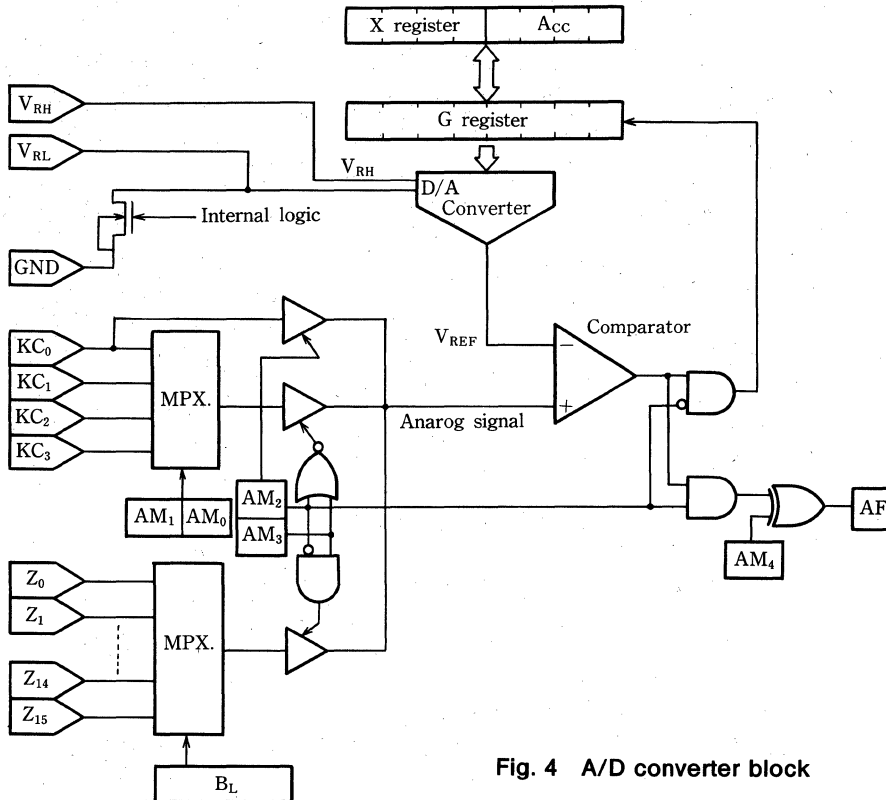 X register
A_CC
G register
V_RH
V_RL
V_RH
D/A
Converter
Internal logic
GND
KC_0
KC_1
KC_2
KC_3
MPX.
V_REF
Comparator
−
+
Anarog signal
AM_1
AM_0
AM_2
AM_3
AM_4
AF
Z_0
Z_1
Z_14
Z_15
MPX.
B_L
Fig. 4 A/D converter block